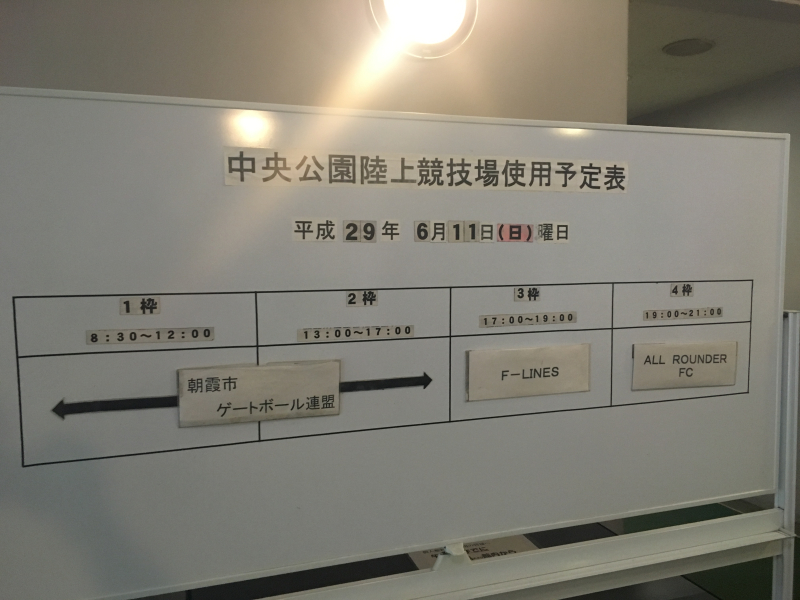 中央公園陸上競技場使用予定表
平成 29 年 6月11日(日)曜日
1 枠
2 枠
3 枠
4 枠
8:30〜12:00
13:00〜17:00
17:00〜19:00
19:00〜21:00
朝霞市
ゲートボール連盟
F−LINES
ALL ROUNDER
FC